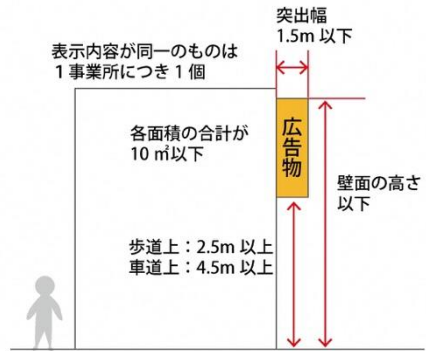 突出幅
1.5m 以下
表示内容が同一のものは
1 事業所につき 1 個
各面積の合計が
10 ㎡以下
広告物
壁面の高さ
以下
歩道上：2.5m 以上
車道上：4.5m 以上